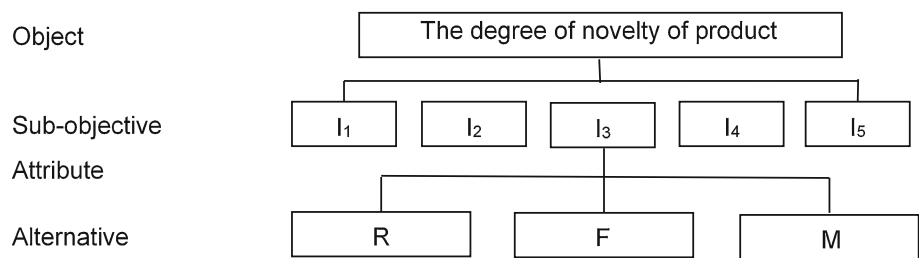 Object The degree of novelty of product
Sub-objective I₁ I₂ I₃ I₄ I₅
Attribute
Alternative R F M